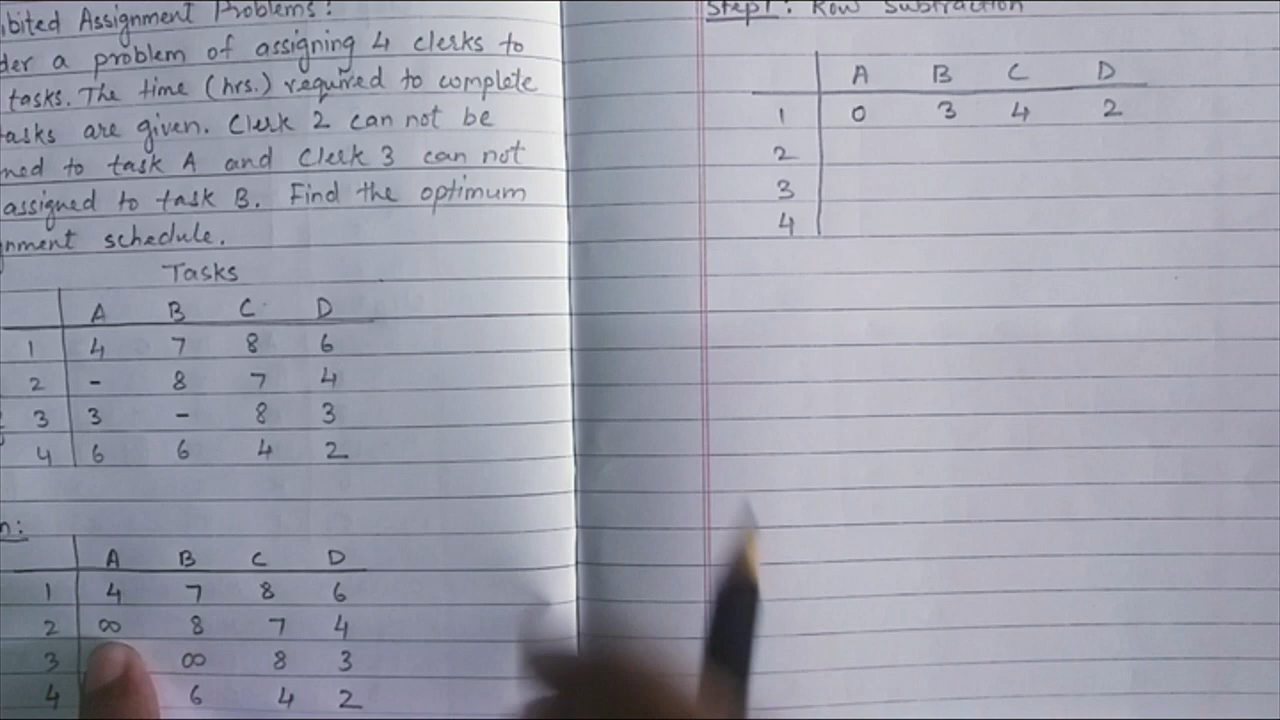 ibited Assignment Problems:
der a problem of assigning 4 clerks to
tasks. The time (hrs.) required to complete
asks are given. Clerk 2 can not be
ned to task A and Clerk 3 can not
assigned to task B. Find the optimum
nment schedule.
Tasks
A B C D
1 4 7 8 6
2 - 8 7 4
3 3 - 8 3
4 6 6 4 2
n:
A B C D
1 4 7 8 6
2 ∞ 8 7 4
3 ∞ 8 3
4 6 4 2
Step1: Row Subtraction
A B C D
1 0 3 4 2
2
3
4